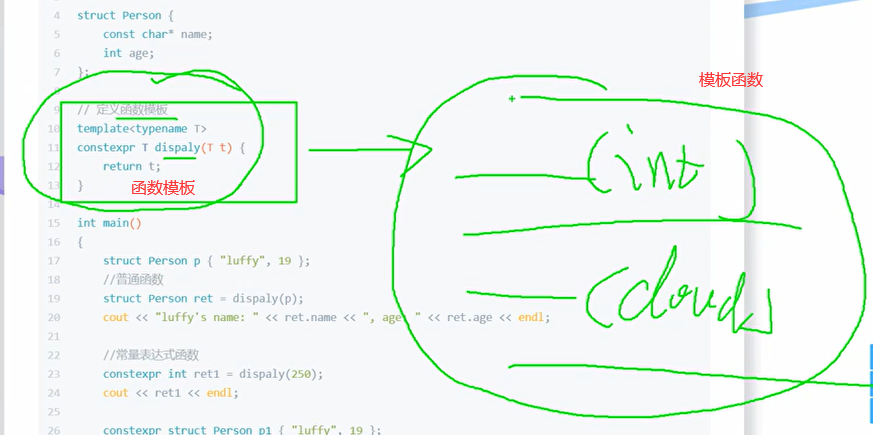 4 struct Person {
5 const char* name;
6 int age;
7 };
9 // 定义函数模板
10 template<typename T>
11 constexpr T dispaly(T t) {
12 return t;
13 }
函数模板
14
15 int main()
16 {
17 struct Person p { "luffy", 19 };
18 //普通函数
19 struct Person ret = dispaly(p);
20 cout << "luffy's name: " << ret.name << ", age: " << ret.age << endl;
21
22 //常量表达式函数
23 constexpr int ret1 = dispaly(250);
24 cout << ret1 << endl;
25
26 constexpr struct Person p1 { "luffy", 19 };
模板函数
(int)